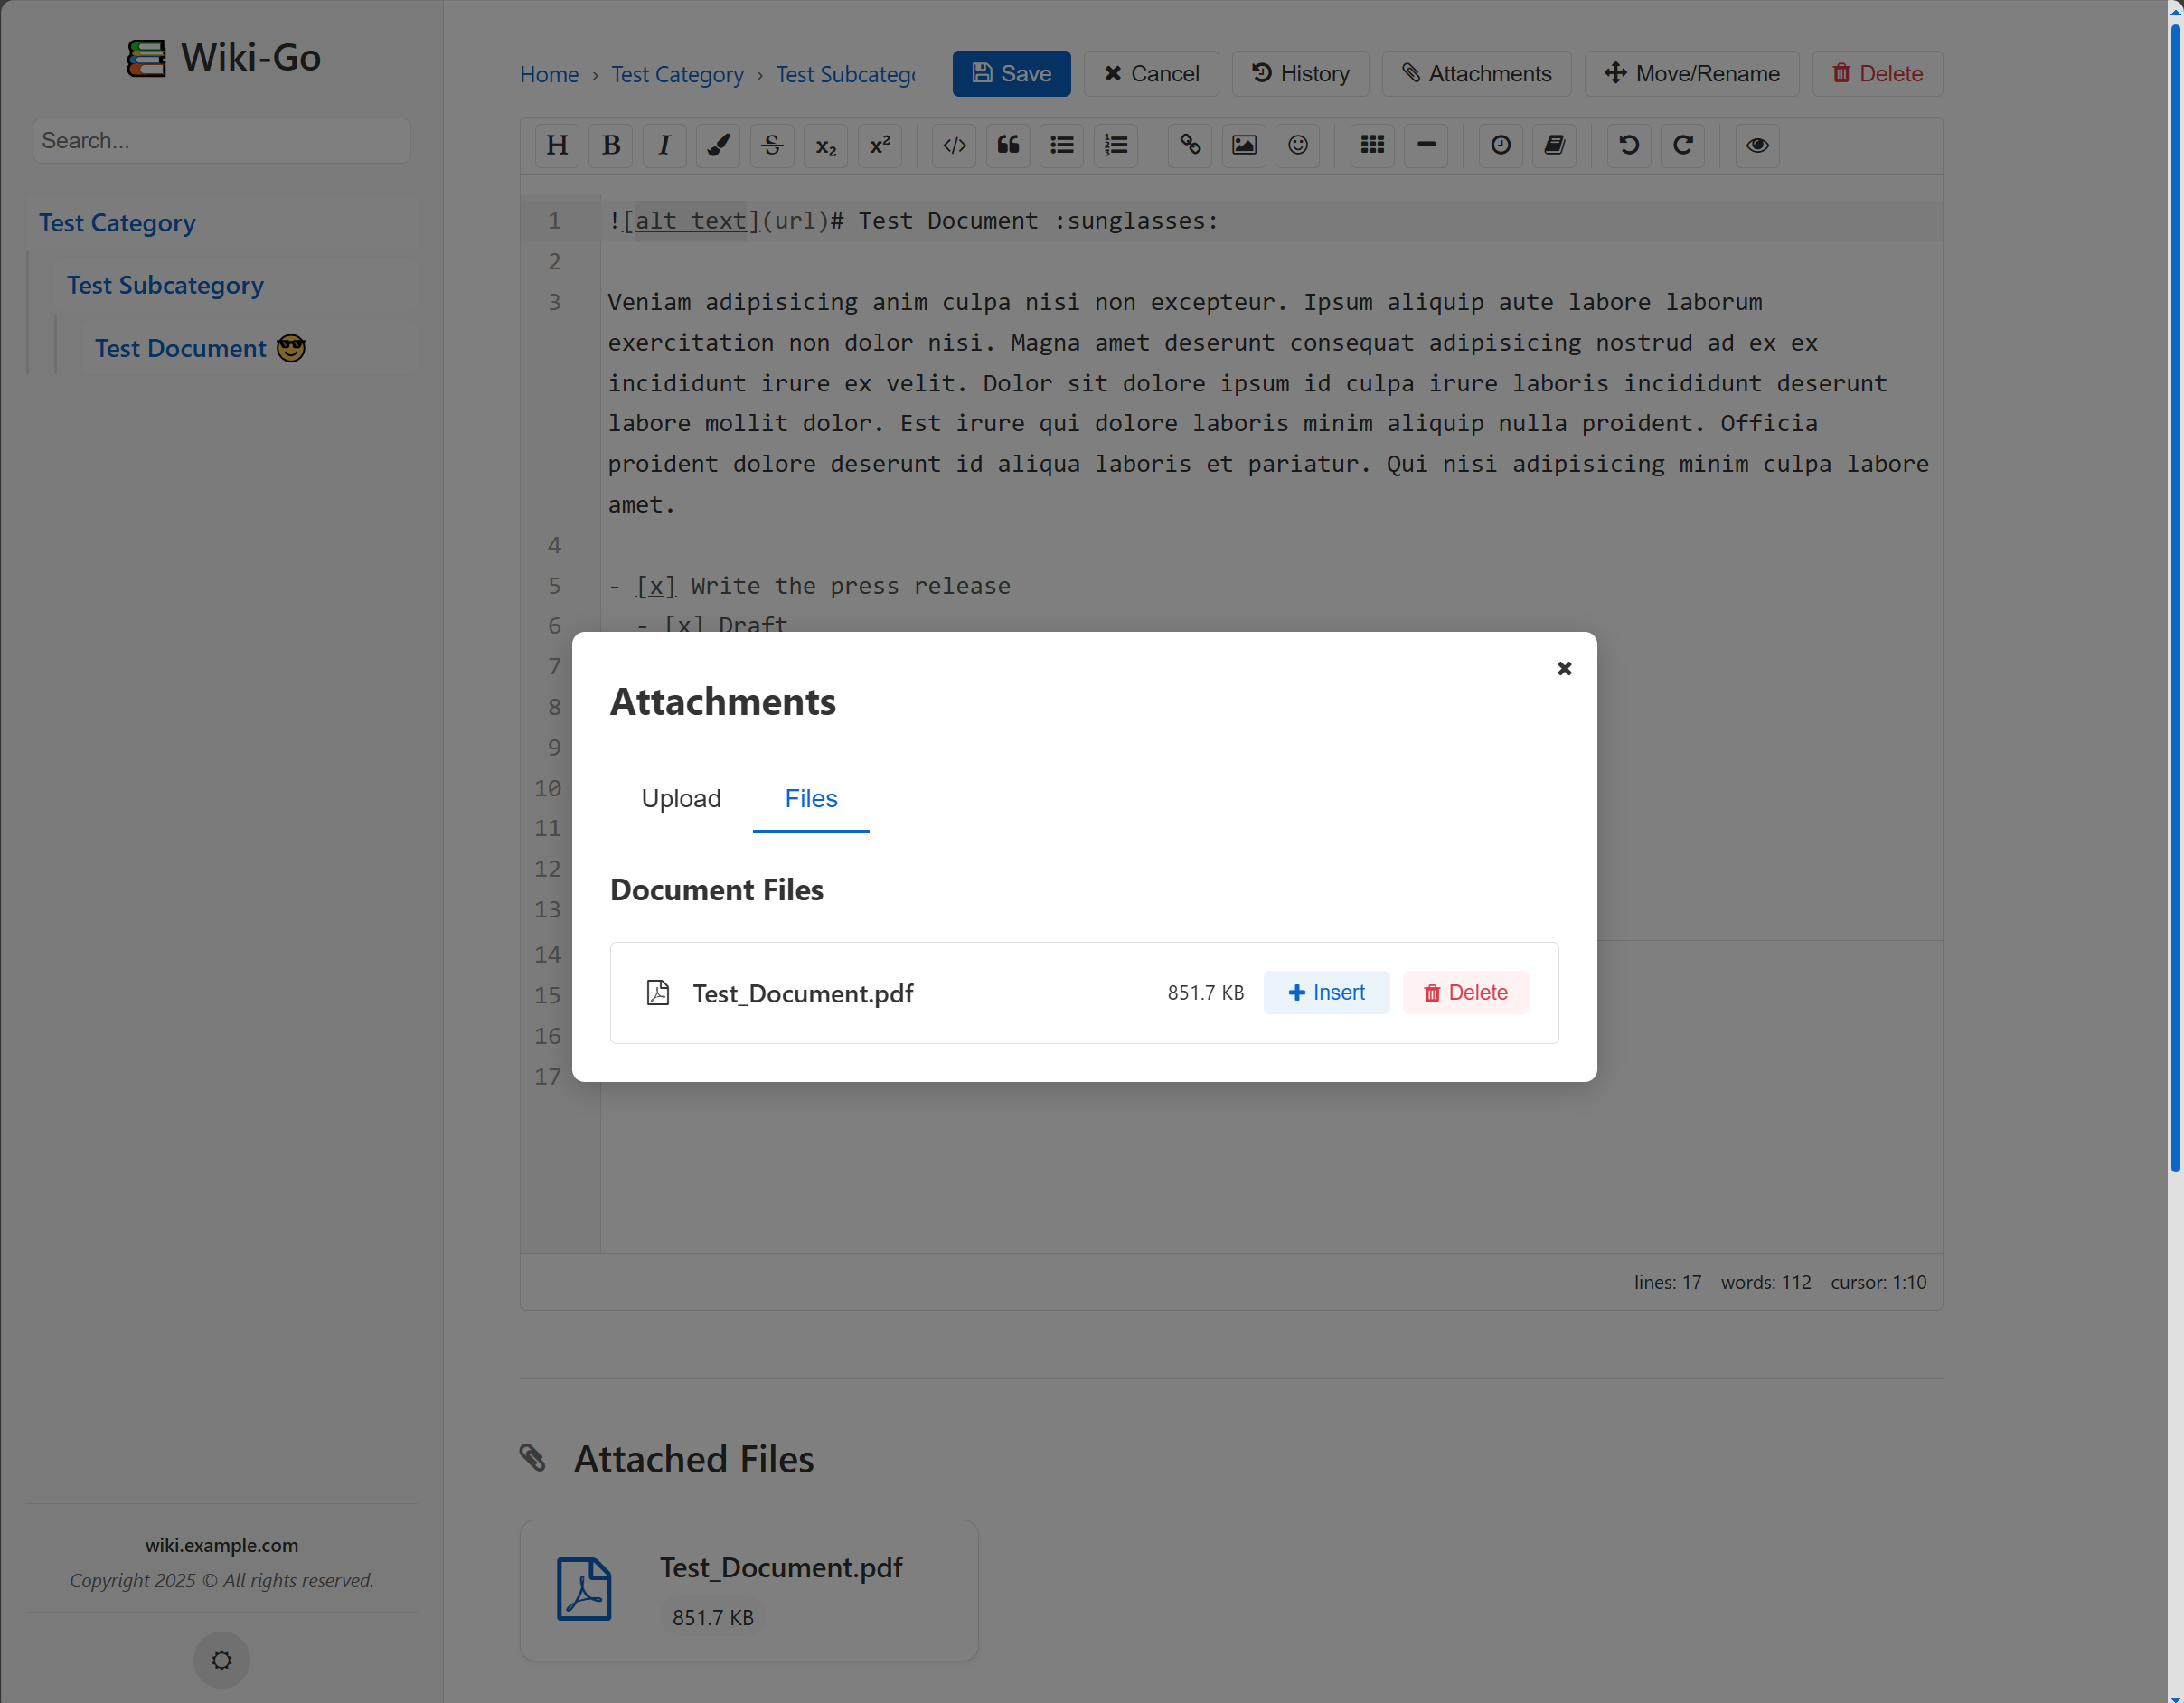 Wiki-Go
Search...
Test Category
Test Subcategory
Test Document 😎
wiki.example.com
Copyright 2025 © All rights reserved.
Home › Test Category › Test Subcatego
Save
Cancel
History
Attachments
Move/Rename
Delete
H B I S x₂ x²
1 ![alt text](url)# Test Document :sunglasses:
2
3 Veniam adipisicing anim culpa nisi non excepteur. Ipsum aliquip aute labore laborum
exercitation non dolor nisi. Magna amet deserunt consequat adipisicing nostrud ad ex ex
incididunt irure ex velit. Dolor sit dolore ipsum id culpa irure laboris incididunt deserunt
labore mollit dolor. Est irure qui dolore laboris minim aliquip nulla proident. Officia
proident dolore deserunt id aliqua laboris et pariatur. Qui nisi adipisicing minim culpa labore
amet.
4
5 - [x] Write the press release
6 - [x] Draft
7
8
9
10
11
12
13
14
15
16
17
Attachments
Upload
Files
Document Files
Test_Document.pdf
851.7 KB
Insert
Delete
lines: 17 words: 112 cursor: 1:10
Attached Files
Test_Document.pdf
851.7 KB